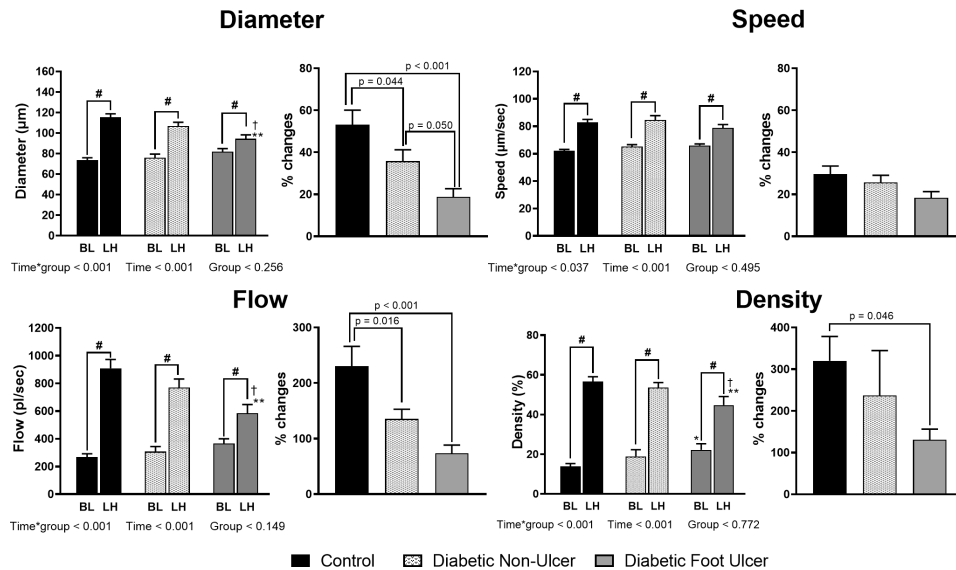 Diameter
Diameter (µm)
160
140
120
100
80
60
40
20
0
#
#
#
†
**
BL LH
BL LH
BL LH
Time*group < 0.001 Time < 0.001 Group < 0.256
% changes
80
60
40
20
0
p < 0.001
p = 0.044
p = 0.050
Speed
Speed (µm/sec)
120
100
80
60
40
20
0
#
#
#
BL LH
BL LH
BL LH
Time*group < 0.037 Time < 0.001 Group < 0.495
% changes
80
60
40
20
0
Flow
Flow (pl/sec)
1200
1000
800
600
400
200
0
#
#
#
†
**
BL LH
BL LH
BL LH
Time*group < 0.001 Time < 0.001 Group < 0.149
% changes
300
200
100
0
p < 0.001
p = 0.016
Density
Density (%)
80
60
40
20
0
#
#
#
†
**
*
BL LH
BL LH
BL LH
Time*group < 0.001 Time < 0.001 Group < 0.772
% changes
400
300
200
100
0
p = 0.046
Control Diabetic Non-Ulcer Diabetic Foot Ulcer